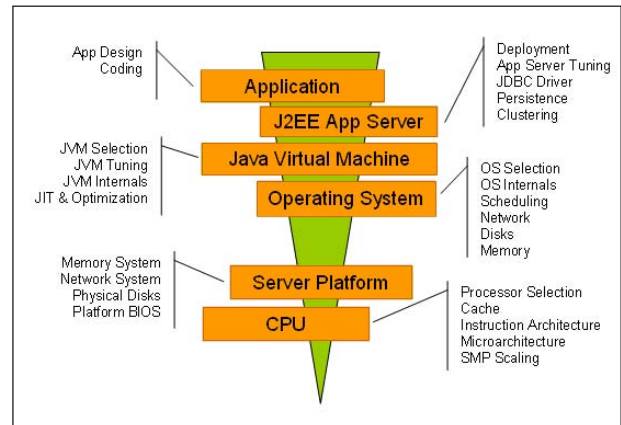 App Design
Coding
Application
Deployment
App Server Tuning
JDBC Driver
Persistence
Clustering
J2EE App Server
JVM Selection
JVM Tuning
JVM Internals
JIT & Optimization
Java Virtual Machine
Operating System
OS Selection
OS Internals
Scheduling
Network
Disks
Memory
Memory System
Network System
Physical Disks
Platform BIOS
Server Platform
CPU
Processor Selection
Cache
Instruction Architecture
Microarchitecture
SMP Scaling